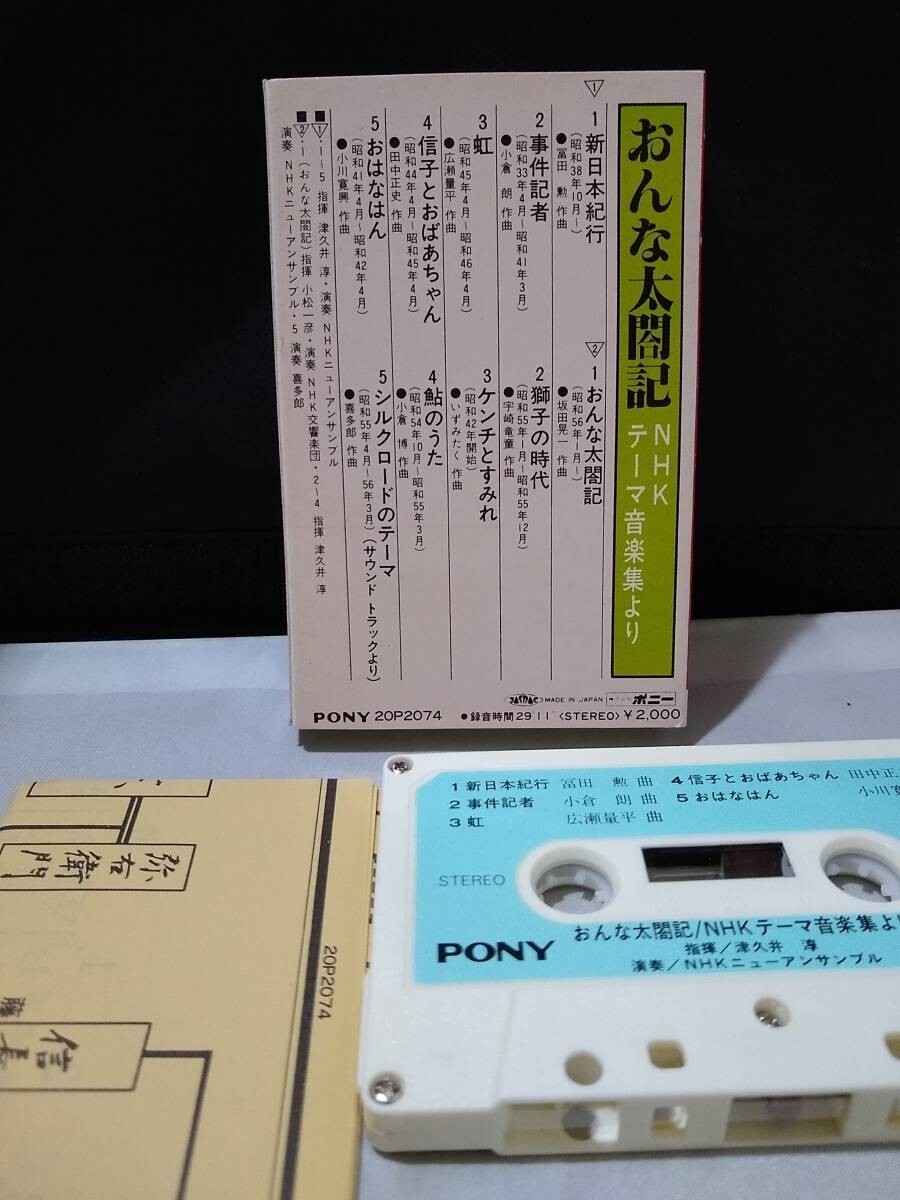 おんな太閤記
NHK
テーマ音楽集より
1
1 新日本紀行
(昭和38年10月〜)
●冨田 勲 作曲
2 事件記者
(昭和33年4月〜昭和41年3月)
●小倉 朗 作曲
3 虹
(昭和45年4月〜昭和46年4月)
●広瀬量平 作曲
4 信子とおばあちゃん
(昭和44年4月〜昭和45年4月)
●田中正史 作曲
5 おはなはん
(昭和41年4月〜昭和42年4月)
●小川寛興 作曲
2
1 おんな太閤記
(昭和56年1月〜)
●坂田晃一 作曲
2 獅子の時代
(昭和55年1月〜昭和55年12月)
●宇崎竜童 作曲
3 ケンチとすみれ
(昭和42年開始)
●いずみたく 作曲
4 鮎のうた
(昭和54年10月〜昭和55年3月)
●小倉 博 作曲
5 シルクロードのテーマ
(昭和55年4月〜56年3月)(サウンド トラックより)
●喜多郎 作曲
■1・1〜5 指揮 津久井 淳・演奏 NHKニューアンサンブル
■2・1(おんな太閤記)指揮 小松一彦・演奏 NHK交響楽団・2〜4 指揮 津久井 淳
演奏 NHKニューアンサンブル・5 演奏 喜多郎
PONY 20P2074 ●録音時間29'11" 〈STEREO〉¥2,000
MADE IN JAPAN
ポニー
弥右衛門
信長
20P2074
1 新日本紀行 冨田 勲 曲
2 事件記者 小倉 朗 曲
3 虹 広瀬量平 曲
4 信子とおばあちゃん 田中正
5 おはなはん 小川寛
STEREO
PONY
おんな太閤記/NHKテーマ音楽集よ
指揮/津久井 淳
演奏/NHKニューアンサンブル